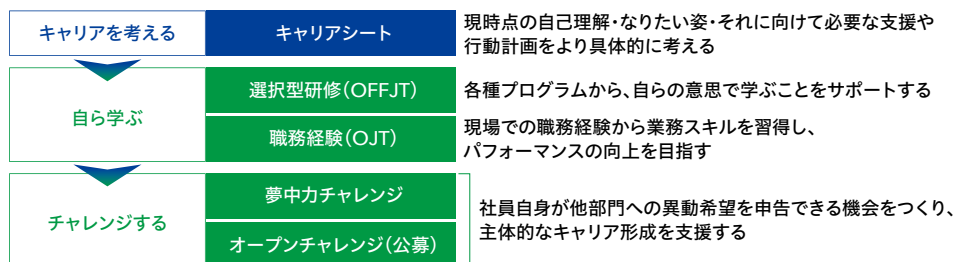 キャリアを考える
キャリアシート
現時点の自己理解・なりたい姿・それに向けて必要な支援や
行動計画をより具体的に考える
自ら学ぶ
選択型研修(OFFJT)
各種プログラムから、自らの意思で学ぶことをサポートする
職務経験(OJT)
現場での職務経験から業務スキルを習得し、
パフォーマンスの向上を目指す
チャレンジする
夢中力チャレンジ
オープンチャレンジ(公募)
社員自身が他部門への異動希望を申告できる機会をつくり、
主体的なキャリア形成を支援する